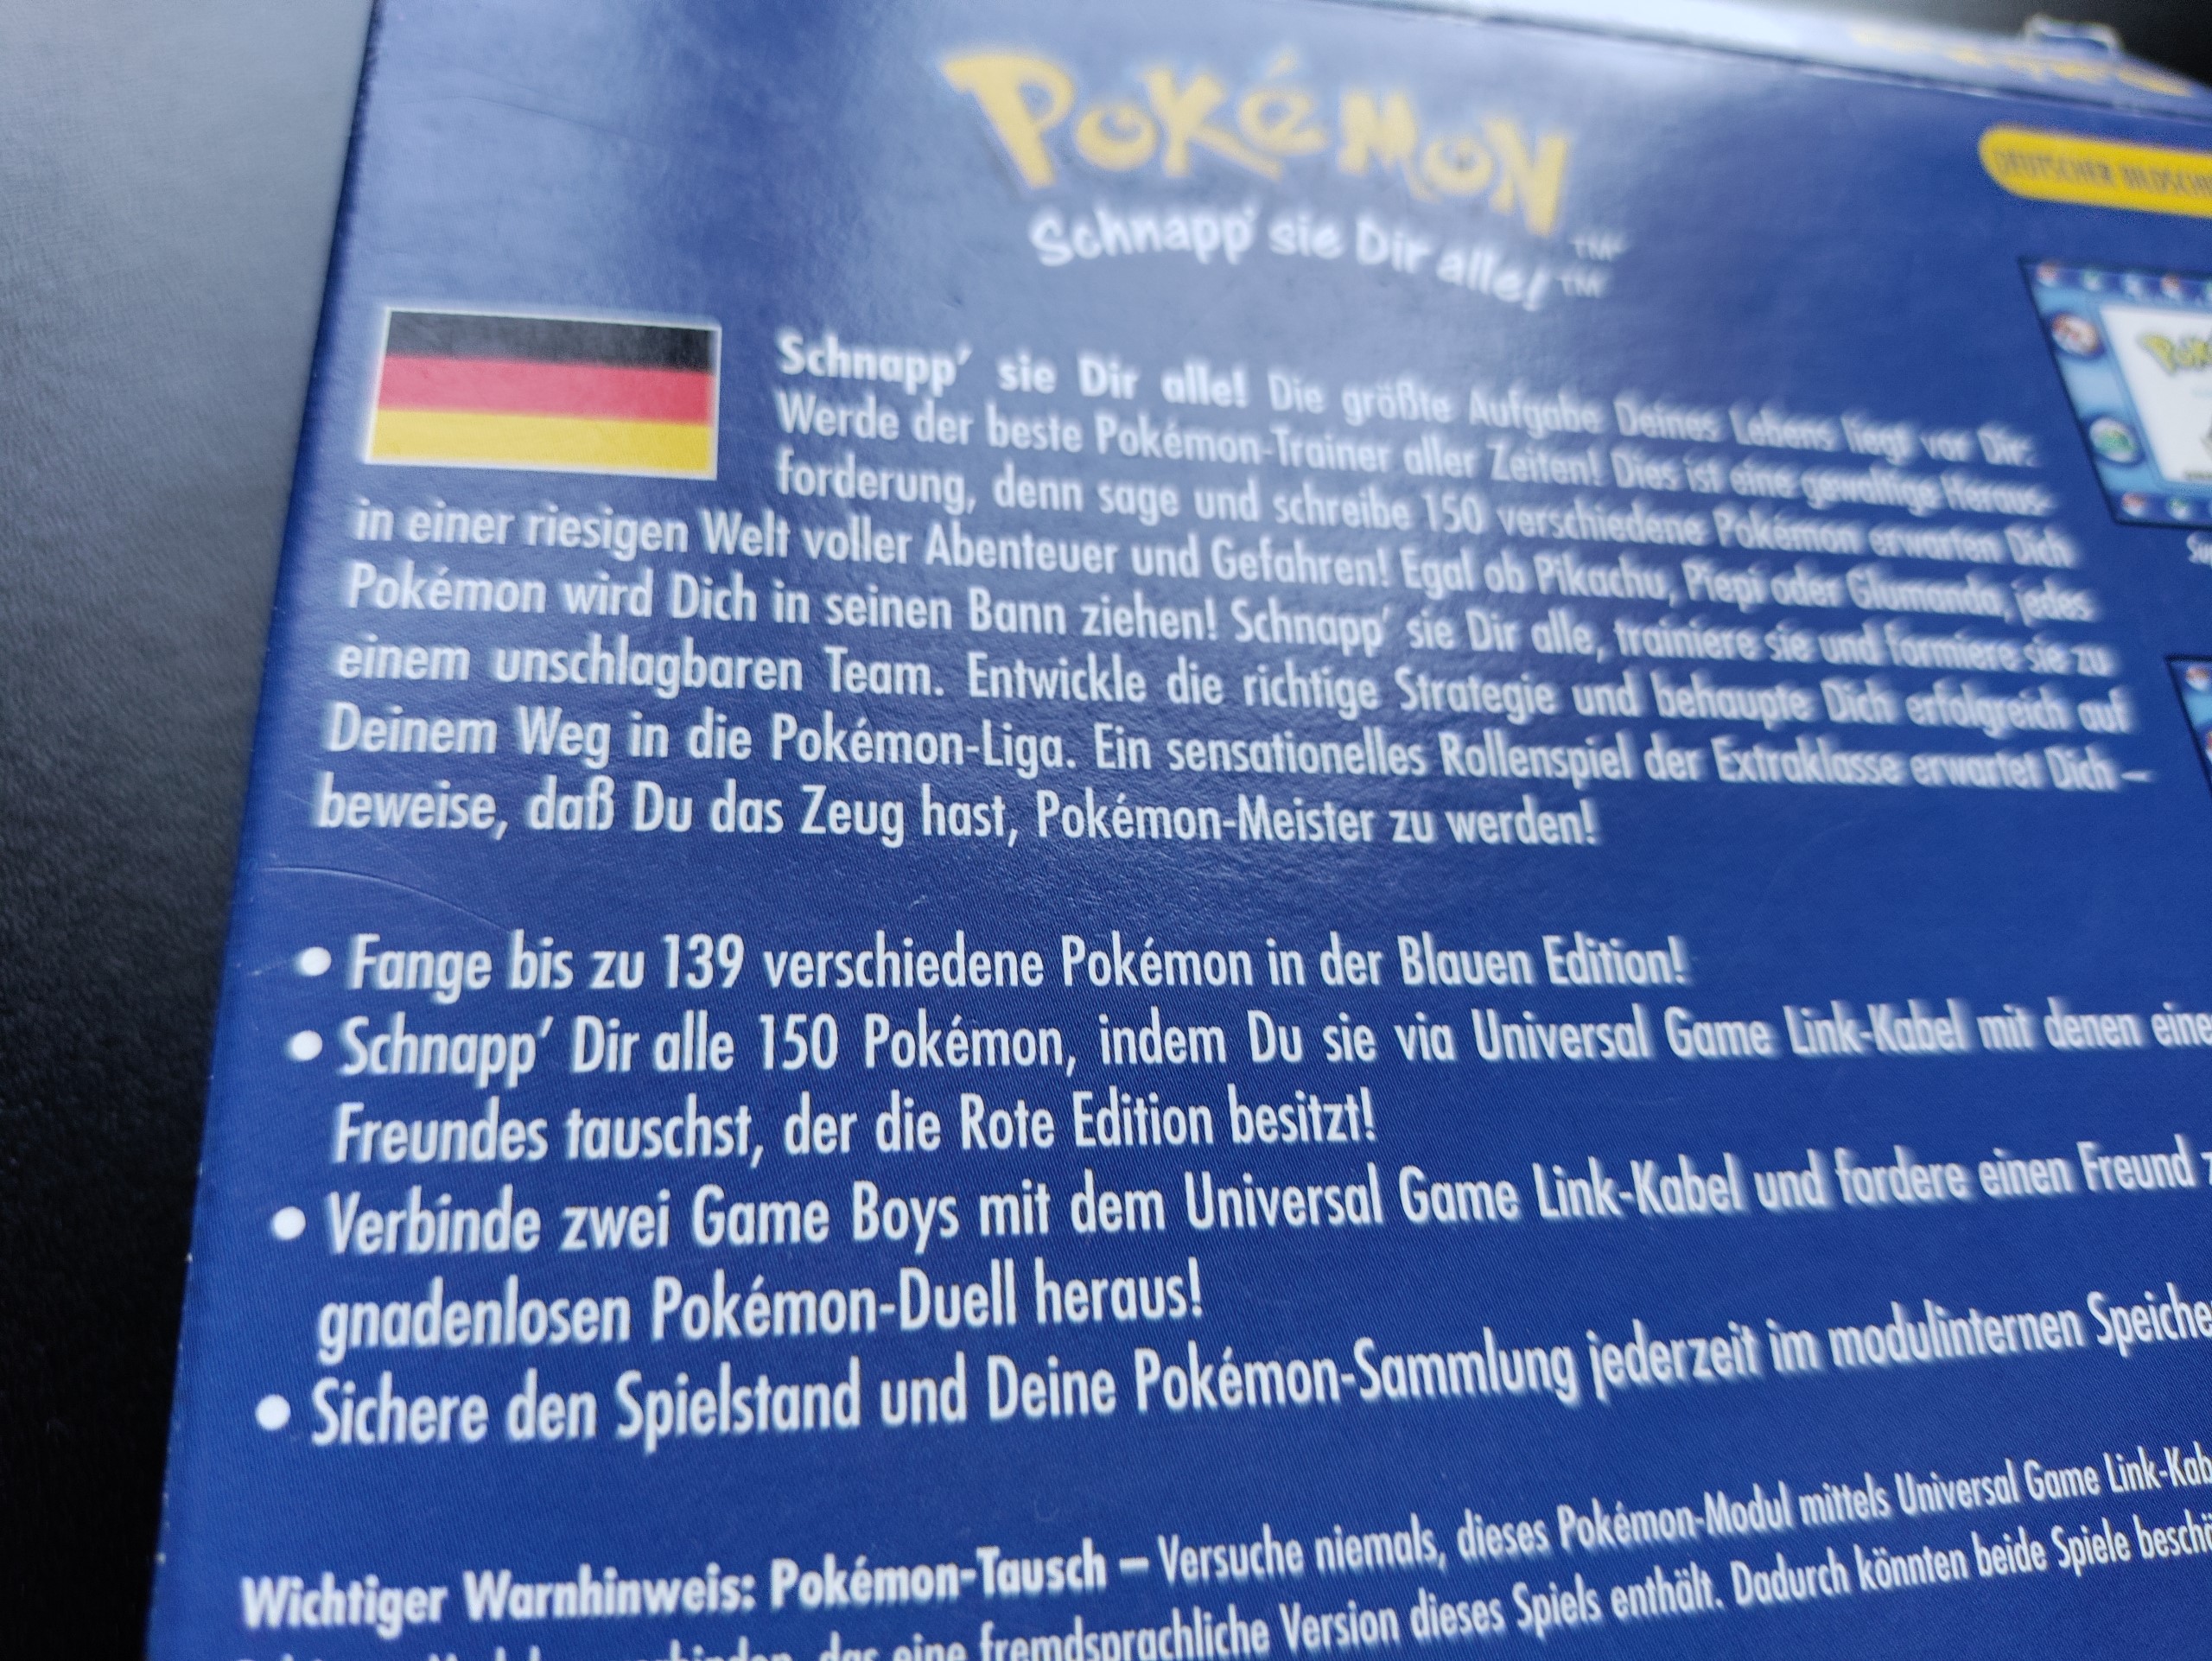 POKéMON
Schnapp' sie Dir alle! ™
™
DEUTSCHER BILDSCHI
Schnapp' sie Dir alle! Die größte Aufgabe Deines Lebens liegt vor Dir:
Werde der beste Pokémon-Trainer aller Zeiten! Dies ist eine gewaltige Heraus-
forderung, denn sage und schreibe 150 verschiedene Pokémon erwarten Dich
in einer riesigen Welt voller Abenteuer und Gefahren! Egal ob Pikachu, Piepi oder Glumanda, jedes
Pokémon wird Dich in seinen Bann ziehen! Schnapp' sie Dir alle, trainiere sie und formiere sie zu
einem unschlagbaren Team. Entwickle die richtige Strategie und behaupte Dich erfolgreich auf
Deinem Weg in die Pokémon-Liga. Ein sensationelles Rollenspiel der Extraklasse erwartet Dich –
beweise, daß Du das Zeug hast, Pokémon-Meister zu werden!
• Fange bis zu 139 verschiedene Pokémon in der Blauen Edition!
• Schnapp' Dir alle 150 Pokémon, indem Du sie via Universal Game Link-Kabel mit denen eine
Freundes tauschst, der die Rote Edition besitzt!
• Verbinde zwei Game Boys mit dem Universal Game Link-Kabel und fordere einen Freund z
gnadenlosen Pokémon-Duell heraus!
• Sichere den Spielstand und Deine Pokémon-Sammlung jederzeit im modulinternen Speiche
Wichtiger Warnhinweis: Pokémon-Tausch – Versuche niemals, dieses Pokémon-Modul mittels Universal Game Link-Kab
das eine fremdsprachliche Version dieses Spiels enthält. Dadurch könnten beide Spiele beschä